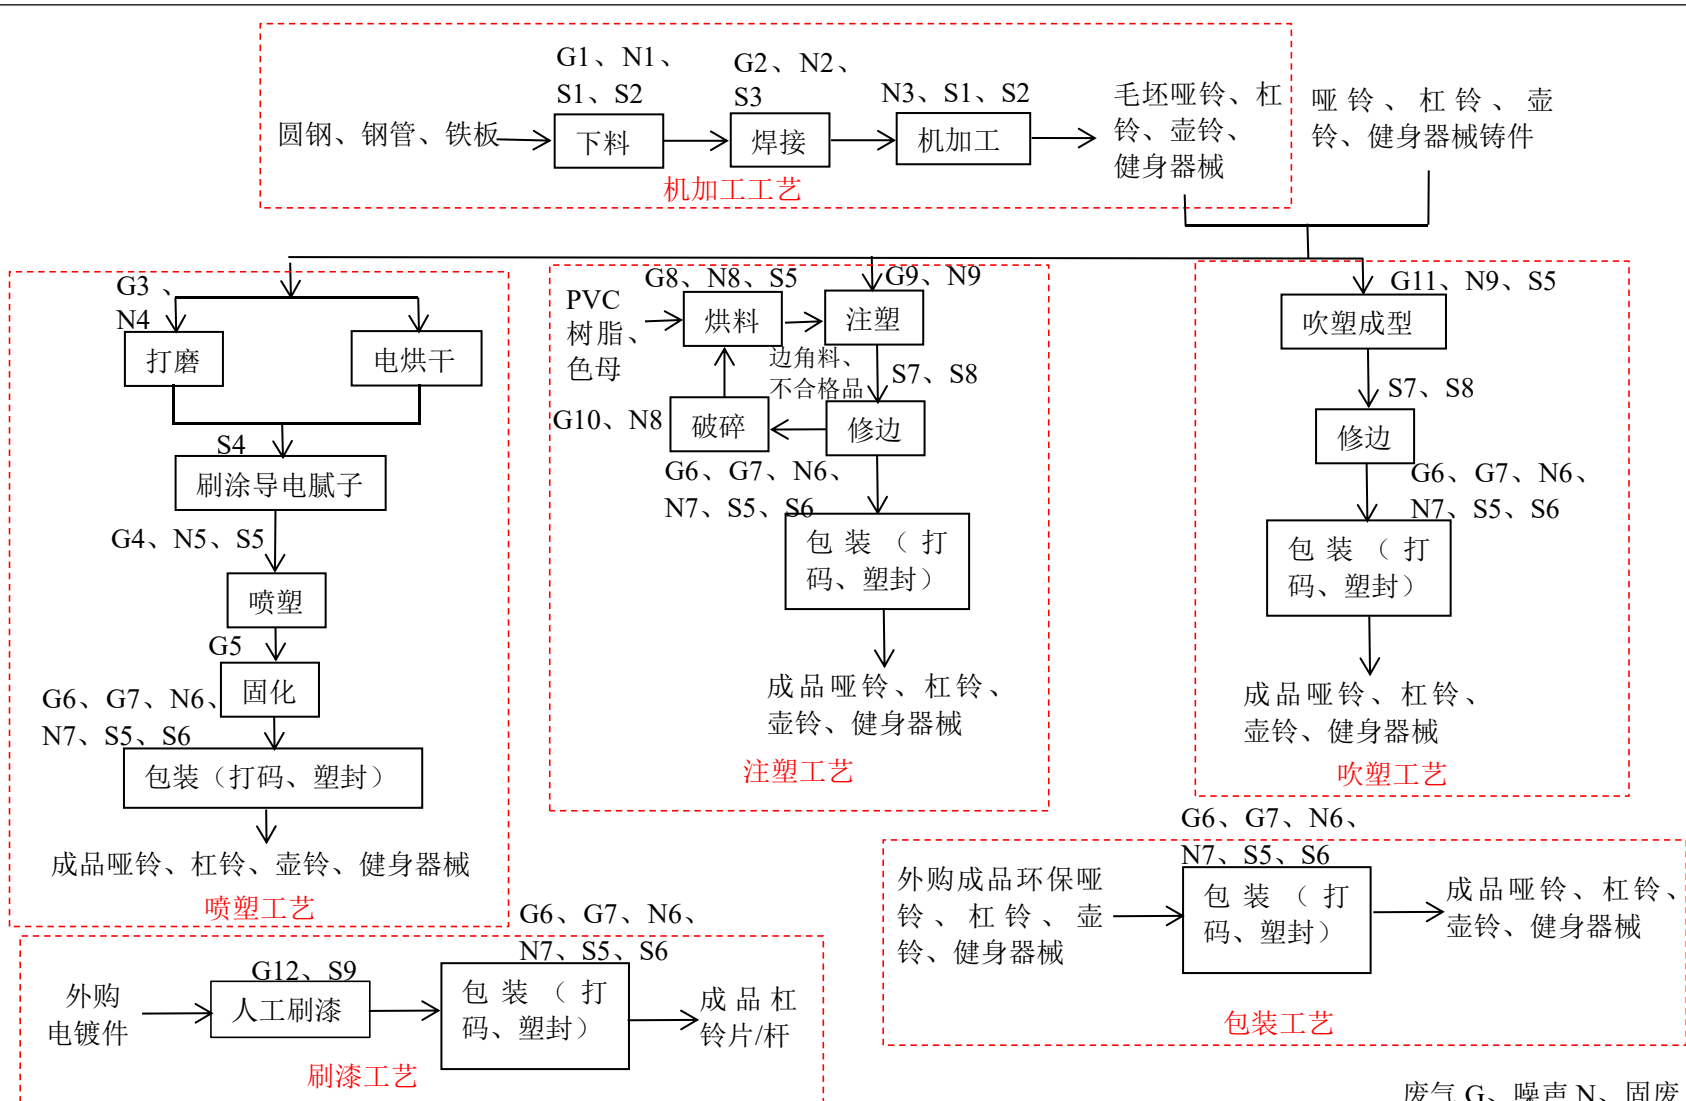 G1、N1、
S1、S2
G2、N2、
S3
N3、S1、S2
圆钢、钢管、铁板
下料
焊接
机加工
毛坯哑铃、杠
铃、壶铃、
健身器械
哑铃、杠铃、壶
铃、健身器械铸件
机加工工艺
G3、
N4
打磨
电烘干
S4
刷涂导电腻子
G4、N5、S5
喷塑
G5
固化
G6、G7、N6、
N7、S5、S6
包装（打码、塑封）
成品哑铃、杠铃、壶铃、健身器械
喷塑工艺
G8、N8、S5
G9、N9
PVC
树脂、
色母
烘料
注塑
边角料、
不合格品
S7、S8
G10、N8
破碎
修边
G6、G7、N6、
N7、S5、S6
包装（打
码、塑封）
成品哑铃、杠铃、
壶铃、健身器械
注塑工艺
G11、N9、S5
吹塑成型
S7、S8
修边
G6、G7、N6、
N7、S5、S6
包装（打
码、塑封）
成品哑铃、杠铃、
壶铃、健身器械
吹塑工艺
G6、G7、N6、
N7、S5、S6
外购成品环保哑
铃、杠铃、壶
铃、健身器械
包装（打
码、塑封）
成品哑铃、杠铃、
壶铃、健身器械
包装工艺
G6、G7、N6、
N7、S5、S6
G12、S9
外购
电镀件
人工刷漆
包装（打
码、塑封）
成品杠
铃片/杆
刷漆工艺
废气 G、噪声 N、固废